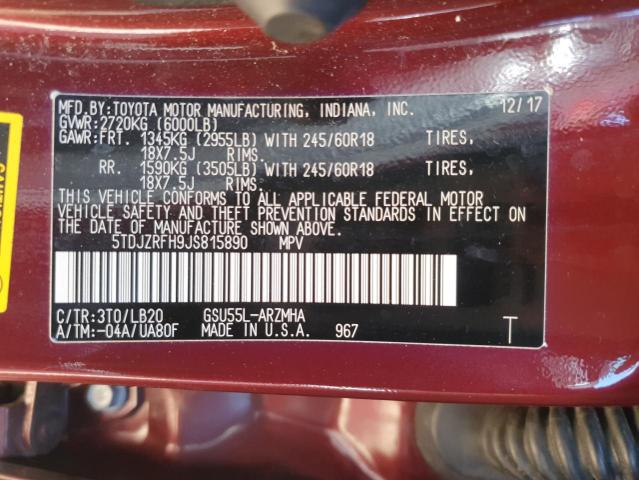 MFD.BY:TOYOTA MOTOR MANUFACTURING, INDIANA, INC. 12/17
GVWR:2720KG (6000LB)
GAWR:FRT. 1345KG (2955LB) WITH 245/60R18 TIRES,
18X7.5J RIMS.
RR. 1590KG (3505LB) WITH 245/60R18 TIRES,
18X7.5J RIMS.
THIS VEHICLE CONFORMS TO ALL APPLICABLE FEDERAL MOTOR
VEHICLE SAFETY AND THEFT PREVENTION STANDARDS IN EFFECT ON
THE DATE OF MANUFACTURE SHOWN ABOVE.
5TDJZRFH9JS815890 MPV
C/TR:3T0/LB20 GSU55L-ARZMHA
A/TM:-04A/UA80F MADE IN U.S.A. 967 T